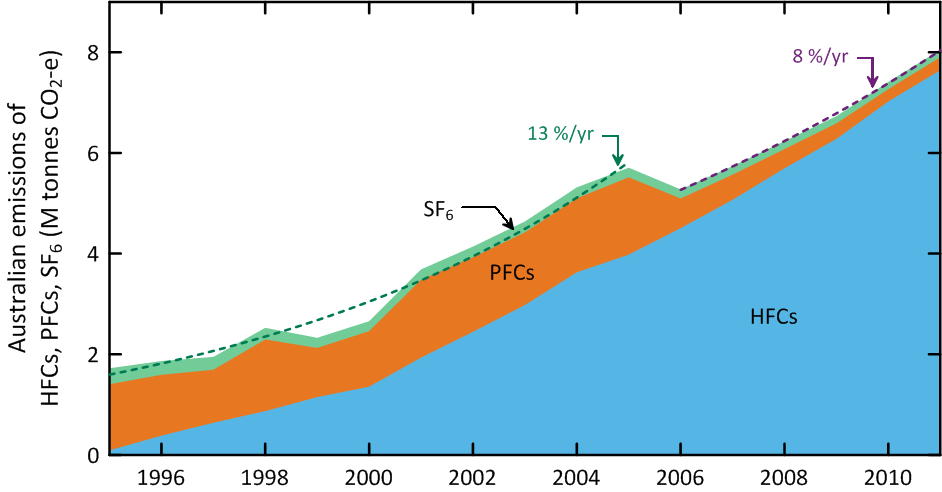 Australian emissions of
HFCs, PFCs, SF₆ (M tonnes CO₂-e)
8
6
4
2
0
8 %/yr
13 %/yr
SF₆
PFCs
HFCs
1996
1998
2000
2002
2004
2006
2008
2010